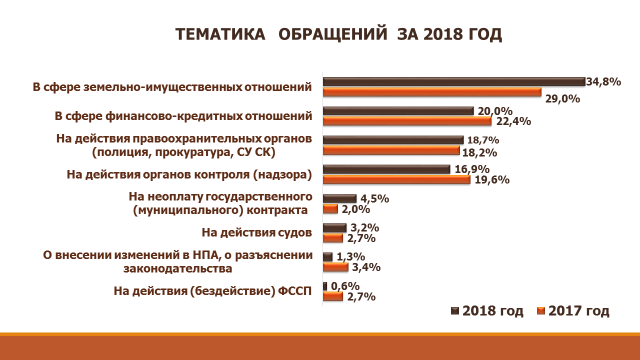 ТЕМАТИКА ОБРАЩЕНИЙ ЗА 2018 ГОД
В сфере земельно-имущественных отношений
34,8%
29,0%
В сфере финансово-кредитных отношений
20,0%
22,4%
На действия правоохранительных органов
(полиция, прокуратура, СУ СК)
18,7%
18,2%
На действия органов контроля (надзора)
16,9%
19,6%
На неоплату государственного
(муниципального) контракта
4,5%
2,0%
На действия судов
3,2%
2,7%
О внесении изменений в НПА, о разъяснении
законодательства
1,3%
3,4%
На действия (бездействие) ФССП
0,6%
2,7%
2018 год
2017 год